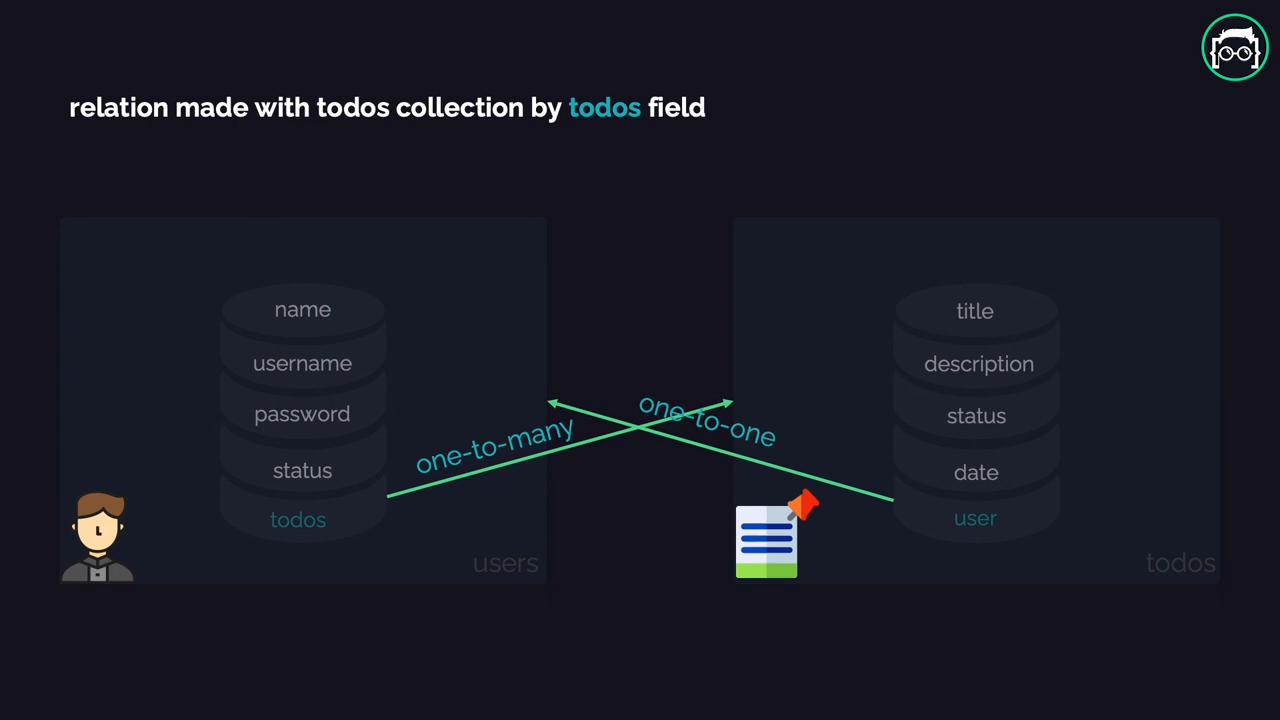 relation made with todos collection by todos field
name
username
password
status
todos
users
one-to-many
one-to-one
title
description
status
date
user
todos